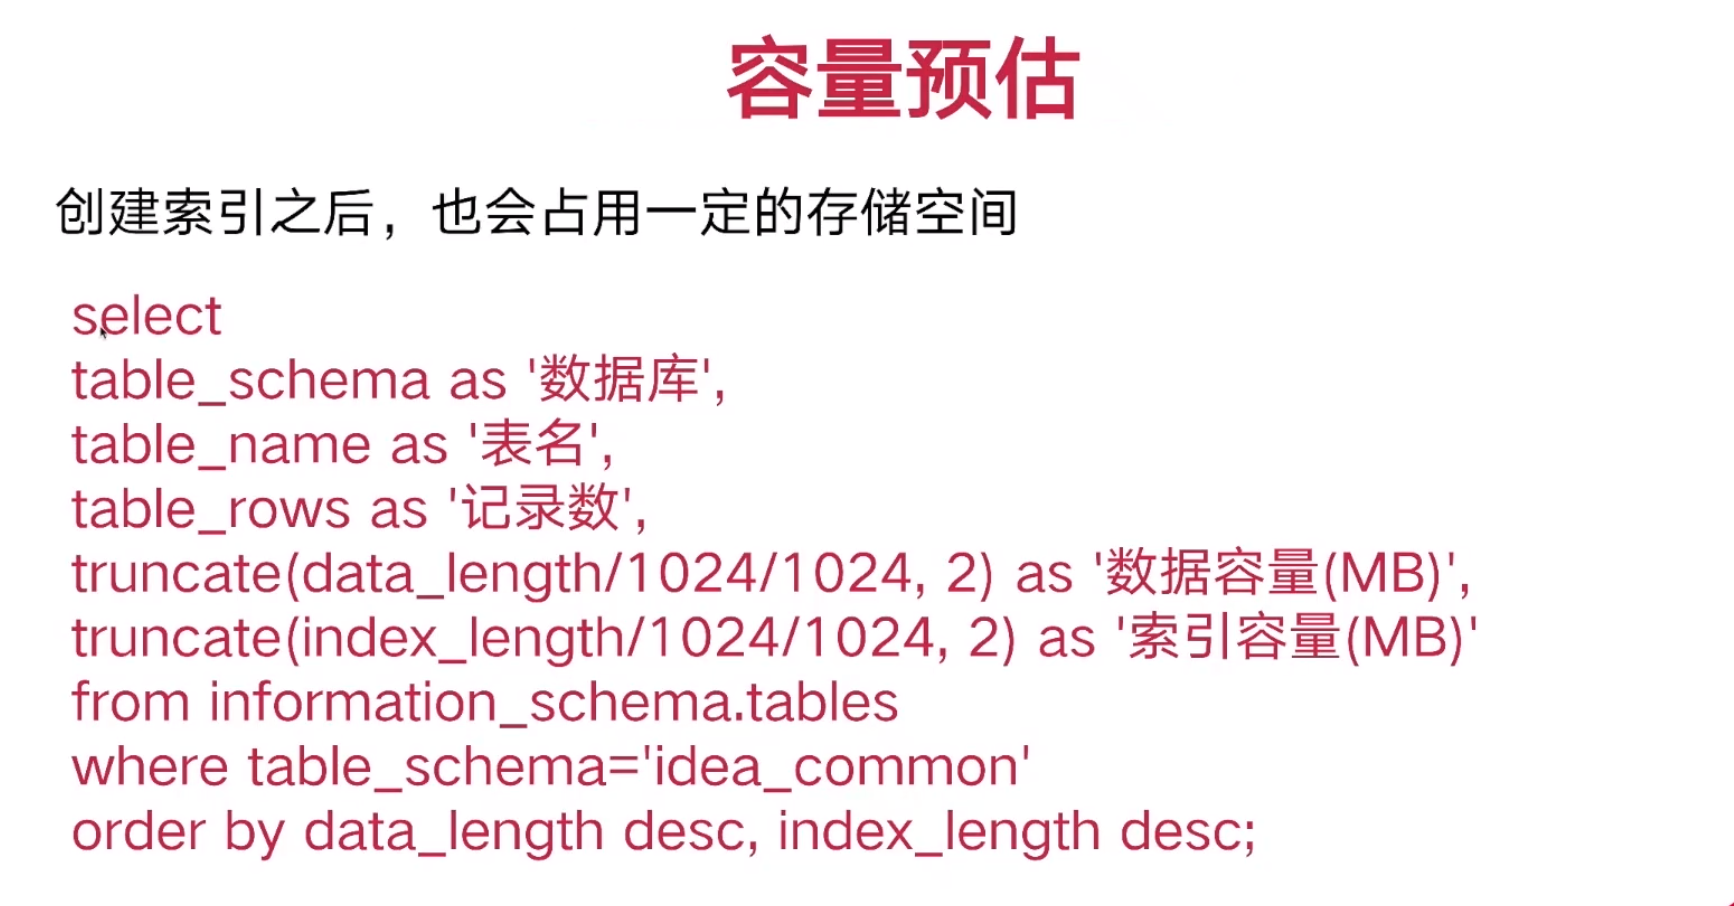 容量预估
创建索引之后，也会占用一定的存储空间
select
table_schema as '数据库',
table_name as '表名',
table_rows as '记录数',
truncate(data_length/1024/1024, 2) as '数据容量(MB)',
truncate(index_length/1024/1024, 2) as '索引容量(MB)'
from information_schema.tables
where table_schema='idea_common'
order by data_length desc, index_length desc;